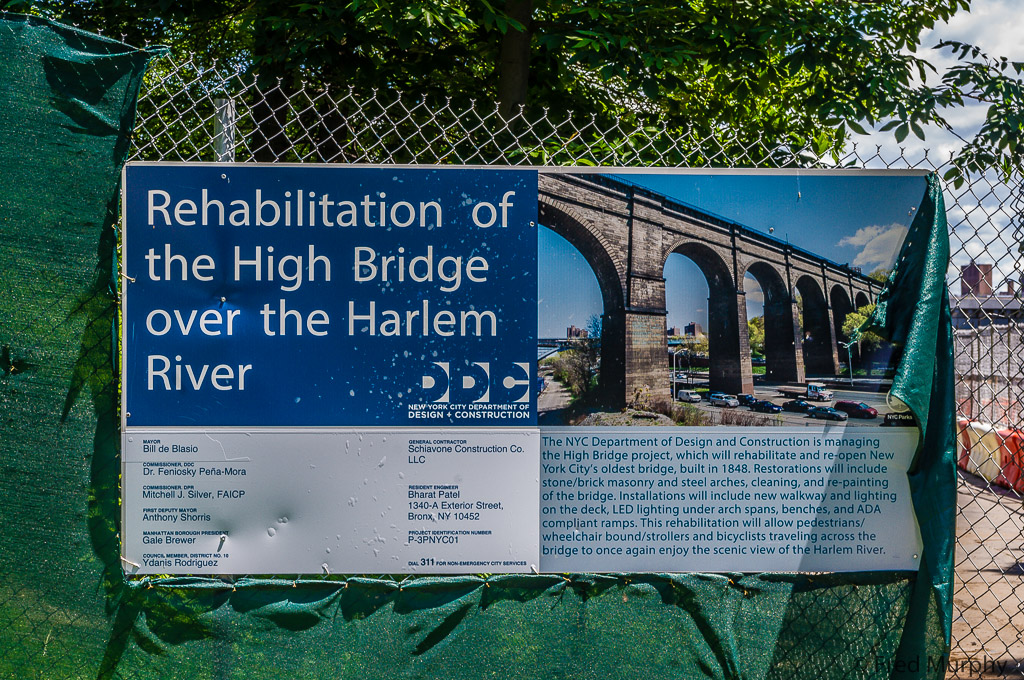 Rehabilitation of
the High Bridge
over the Harlem
River
DDC
NEW YORK CITY DEPARTMENT OF
DESIGN + CONSTRUCTION
NYC Parks
MAYOR
Bill de Blasio
COMMISSIONER, DDC
Dr. Feniosky Peña-Mora
COMMISSIONER, DPR
Mitchell J. Silver, FAICP
FIRST DEPUTY MAYOR
Anthony Shorris
MANHATTAN BOROUGH PRESIDENT
Gale Brewer
COUNCIL MEMBER, DISTRICT NO. 10
Ydanis Rodriguez
GENERAL CONTRACTOR
Schiavone Construction Co.
LLC
RESIDENT ENGINEER
Bharat Patel
1340-A Exterior Street,
Bronx, NY 10452
PROJECT IDENTIFICATION NUMBER
P-3PNYC01
DIAL 311 FOR NON-EMERGENCY CITY SERVICES
The NYC Department of Design and Construction is managing
the High Bridge project, which will rehabilitate and re-open New
York City's oldest bridge, built in 1848. Restorations will include
stone/brick masonry and steel arches, cleaning, and re-painting
of the bridge. Installations will include new walkway and lighting
on the deck, LED lighting under arch spans, benches, and ADA
compliant ramps. This rehabilitation will allow pedestrians/
wheelchair bound/strollers and bicyclists traveling across the
bridge to once again enjoy the scenic view of the Harlem River.
© Fred Murphy